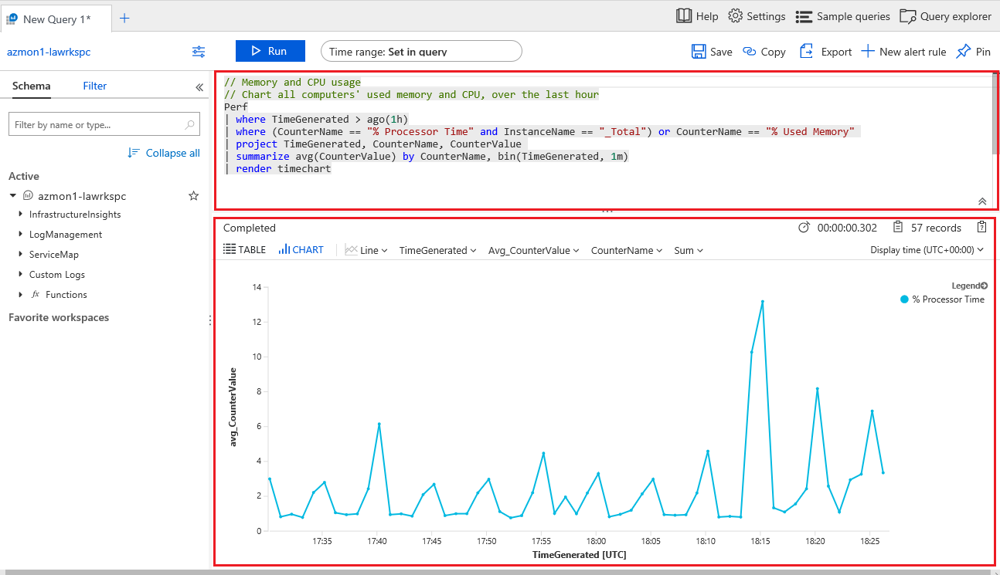 New Query 1*
Help
Settings
Sample queries
Query explorer
azmon1-lawrkspc
Run
Time range: Set in query
Save
Copy
Export
New alert rule
Pin
Schema
Filter
Filter by name or type...
Collapse all
Active
azmon1-lawrkspc
InfrastructureInsights
LogManagement
ServiceMap
Custom Logs
fx Functions
Favorite workspaces
// Memory and CPU usage
// Chart all computers' used memory and CPU, over the last hour
Perf
| where TimeGenerated > ago(1h)
| where (CounterName == "% Processor Time" and InstanceName == "_Total") or CounterName == "% Used Memory"
| project TimeGenerated, CounterName, CounterValue
| summarize avg(CounterValue) by CounterName, bin(TimeGenerated, 1m)
| render timechart
Completed
00:00:00.302
57 records
TABLE
CHART
Line
TimeGenerated
Avg_CounterValue
CounterName
Sum
Display time (UTC+00:00)
Legend
% Processor Time
14
12
10
8
6
4
2
0
avg_CounterValue
17:35
17:40
17:45
17:50
17:55
18:00
18:05
18:10
18:15
18:20
18:25
TimeGenerated [UTC]